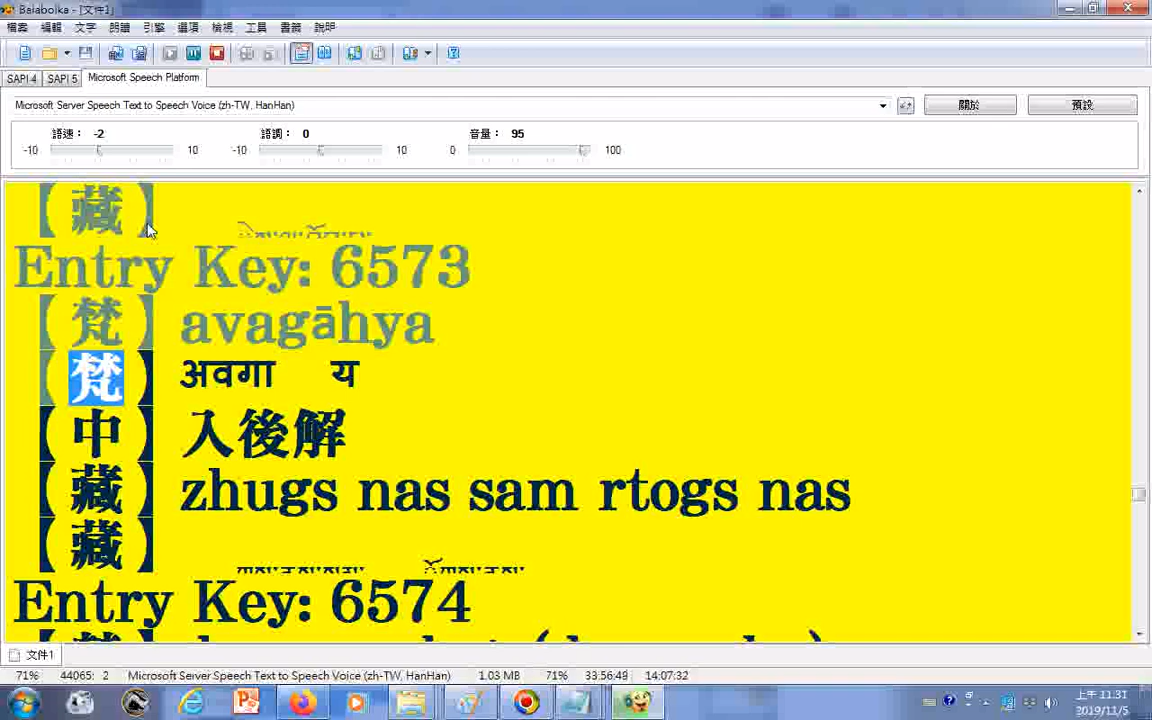 Balabolka - [文件1]
檔案 編輯 文字 朗讀 引擎 選項 檢視 工具 書籤 說明
SAPI 4 SAPI 5 Microsoft Speech Platform
Microsoft Server Speech Text to Speech Voice (zh-TW, HanHan) 關於 預設
語速： -2 語調： 0 音量： 95
-10 10 -10 10 0 100
【藏】
Entry Key: 6573
【梵】 avagāhya
【梵】 अवगा य
【中】 入後解
【藏】 zhugs nas sam rtogs nas
【藏】
Entry Key: 6574
文件1
71% 44065: 2 Microsoft Server Speech Text to Speech Voice (zh-TW, HanHan) 1.03 MB 71% 33:56:49 14:07:32
上午 11:31
2019/11/5